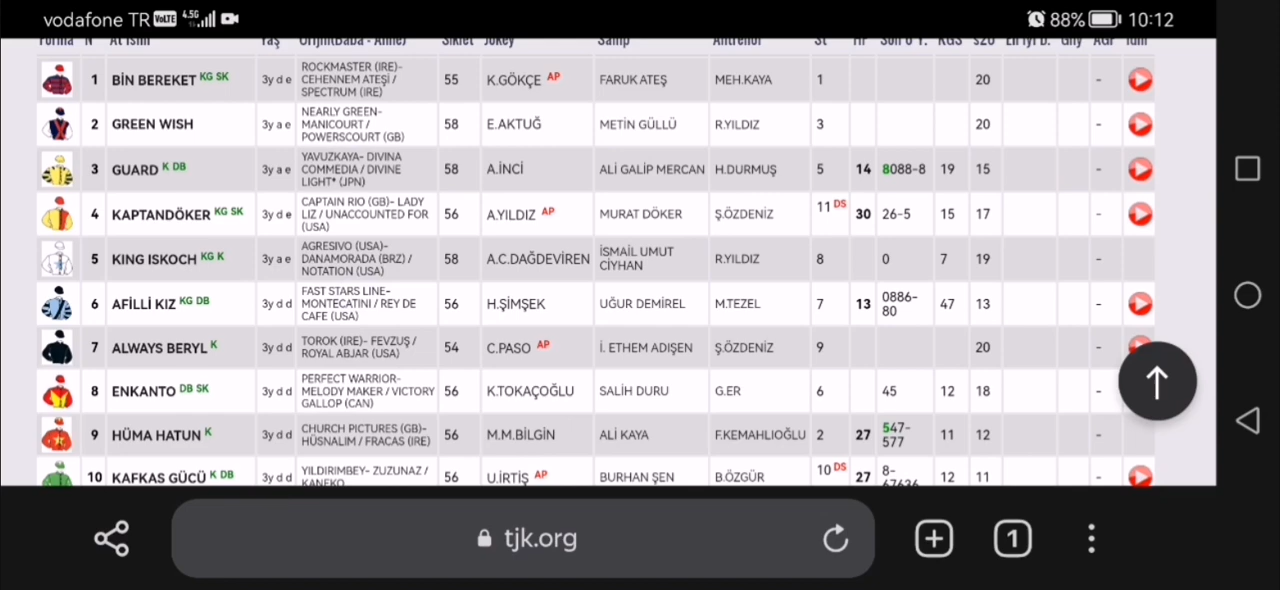 vodafone TR VoLTE 4.5G 88% 10:12
Forma N At İsmi Yaş Orijin(Baba - Anne) Sıklet Jokey Sahip Antrenör St HP Son 6 Y. KGS s20 En İyi D. Gny AGF İdm
1 BİN BEREKET KG SK 3y d e ROCKMASTER (IRE)- CEHENNEM ATEŞİ / SPECTRUM (IRE) 55 K.GÖKÇE AP FARUK ATEŞ MEH.KAYA 1 20 -
2 GREEN WISH 3y a e NEARLY GREEN- MANICOURT / POWERSCOURT (GB) 58 E.AKTUĞ METİN GÜLLÜ R.YILDIZ 3 20 -
3 GUARD K DB 3y a e YAVUZKAYA- DIVINA COMMEDIA / DIVINE LIGHT* (JPN) 58 A.İNCİ ALİ GALİP MERCAN H.DURMUŞ 5 14 8088-8 19 15 -
4 KAPTANDÖKER KG SK 3y d e CAPTAIN RIO (GB)- LADY LIZ / UNACCOUNTED FOR (USA) 56 A.YILDIZ AP MURAT DÖKER Ş.ÖZDENİZ 11 DS 30 26-5 15 17 -
5 KING ISKOCH KG K 3y a e AGRESIVO (USA)- DANAMORADA (BRZ) / NOTATION (USA) 58 A.C.DAĞDEVİREN İSMAİL UMUT CİYHAN R.YILDIZ 8 0 7 19 -
6 AFİLLİ KIZ KG DB 3y d d FAST STARS LINE- MONTECATINI / REY DE CAFE (USA) 56 H.ŞİMŞEK UĞUR DEMİREL M.TEZEL 7 13 0886-80 47 13 -
7 ALWAYS BERYL K 3y d d TOROK (IRE)- FEVZUŞ / ROYAL ABJAR (USA) 54 C.PASO AP İ. ETHEM ADIŞEN Ş.ÖZDENİZ 9 20 -
8 ENKANTO DB SK 3y d d PERFECT WARRIOR- MELODY MAKER / VICTORY GALLOP (CAN) 56 K.TOKAÇOĞLU SALİH DURU G.ER 6 45 12 18 -
9 HÜMA HATUN K 3y d d CHURCH PICTURES (GB)- HÜSNALIM / FRACAS (IRE) 56 M.M.BİLGİN ALİ KAYA F.KEMAHLIOĞLU 2 27 547-577 11 12 -
10 KAFKAS GÜCÜ K DB 3y d d YILDIRIMBEY- ZUZUNAZ / KANEKO 56 U.İRTİŞ AP BURHAN ŞEN B.ÖZGÜR 10 DS 27 8-67636 12 11 -
tjk.org 1